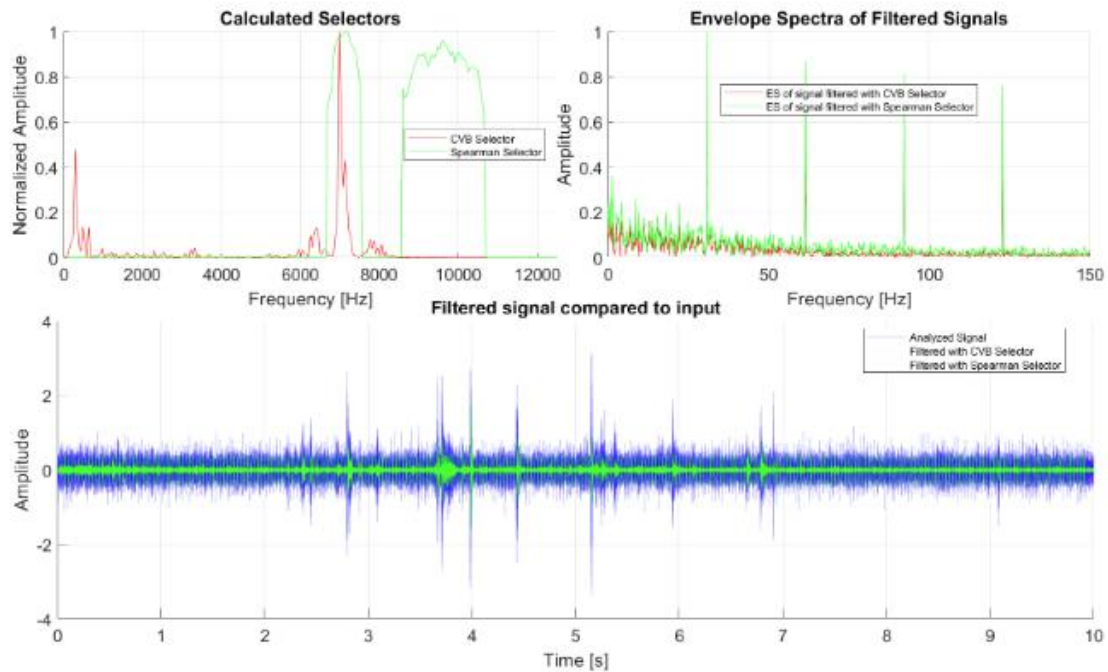 Calculated Selectors
Normalized Amplitude
1
0.8
0.6
0.4
0.2
0
CVB Selector
Spearman Selector
0 2000 4000 6000 8000 10000 12000
Frequency [Hz]
Envelope Spectra of Filtered Signals
Amplitude
1
0.8
0.6
0.4
0.2
0
ES of signal filtered with CVB Selector
ES of signal filtered with Spearman Selector
0 50 100 150
Frequency [Hz]
Filtered signal compared to input
Amplitude
4
2
0
-2
-4
Analyzed Signal
Filtered with CVB Selector
Filtered with Spearman Selector
0 1 2 3 4 5 6 7 8 9 10
Time [s]